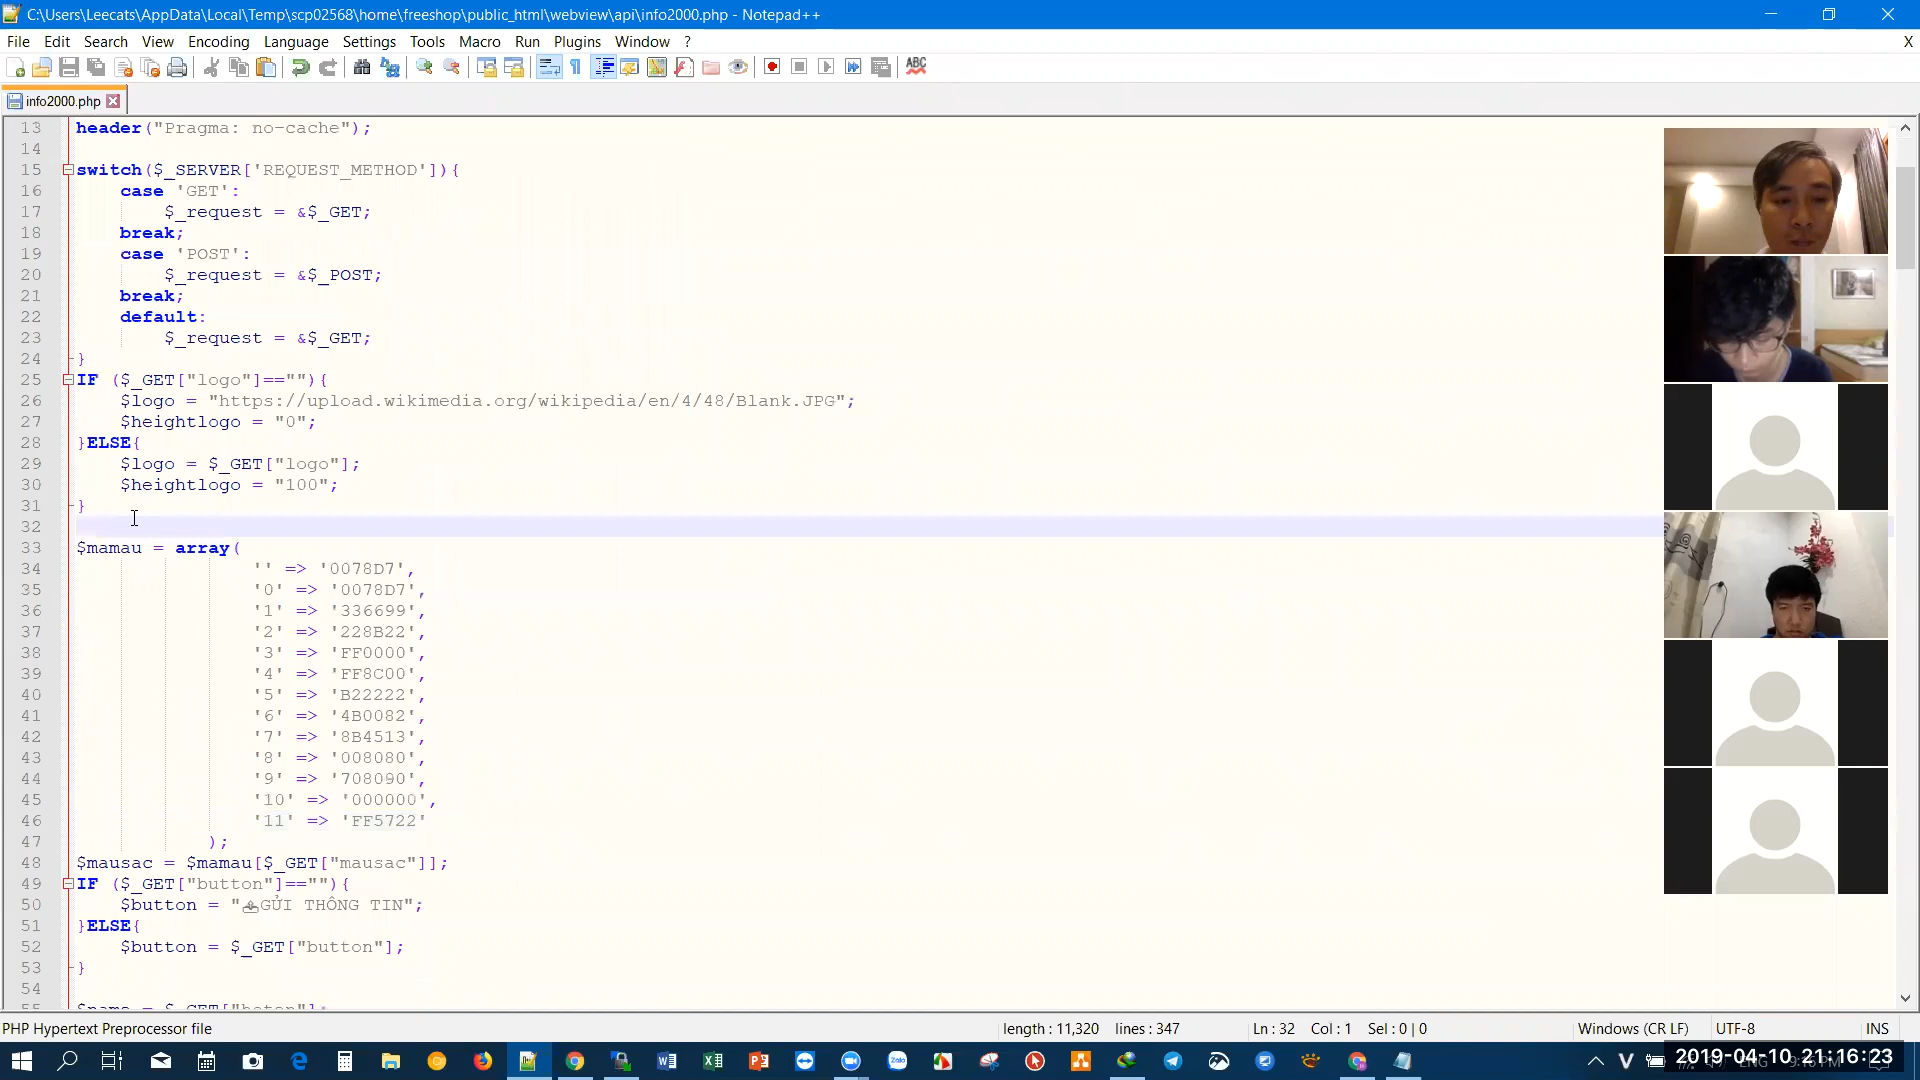 C:\Users\Leecats\AppData\Local\Temp\scp02568\home\freeshop\public_html\webview\api\info2000.php - Notepad++
File Edit Search View Encoding Language Settings Tools Macro Run Plugins Window ? X
ABC
info2000.php
13 header("Pragma: no-cache");
14
15 switch($_SERVER['REQUEST_METHOD']){
16 case 'GET':
17 $_request = &$_GET;
18 break;
19 case 'POST':
20 $_request = &$_POST;
21 break;
22 default:
23 $_request = &$_GET;
24 }
25 IF ($_GET["logo"]==""){
26 $logo = "https://upload.wikimedia.org/wikipedia/en/4/48/Blank.JPG";
27 $heightlogo = "0";
28 }ELSE{
29 $logo = $_GET["logo"];
30 $heightlogo = "100";
31 }
32
33 $mamau = array(
34 '' => '0078D7',
35 '0' => '0078D7',
36 '1' => '336699',
37 '2' => '228B22',
38 '3' => 'FF0000',
39 '4' => 'FF8C00',
40 '5' => 'B22222',
41 '6' => '4B0082',
42 '7' => '8B4513',
43 '8' => '008080',
44 '9' => '708090',
45 '10' => '000000',
46 '11' => 'FF5722'
47 );
48 $mausac = $mamau[$_GET["mausac"]];
49 IF ($_GET["button"]==""){
50 $button = "📤GỬI THÔNG TIN";
51 }ELSE{
52 $button = $_GET["button"];
53 }
54
PHP Hypertext Preprocessor file length : 11,320 lines : 347 Ln : 32 Col : 1 Sel : 0 | 0 Windows (CR LF) UTF-8 INS
2019-04-10 21:16:23